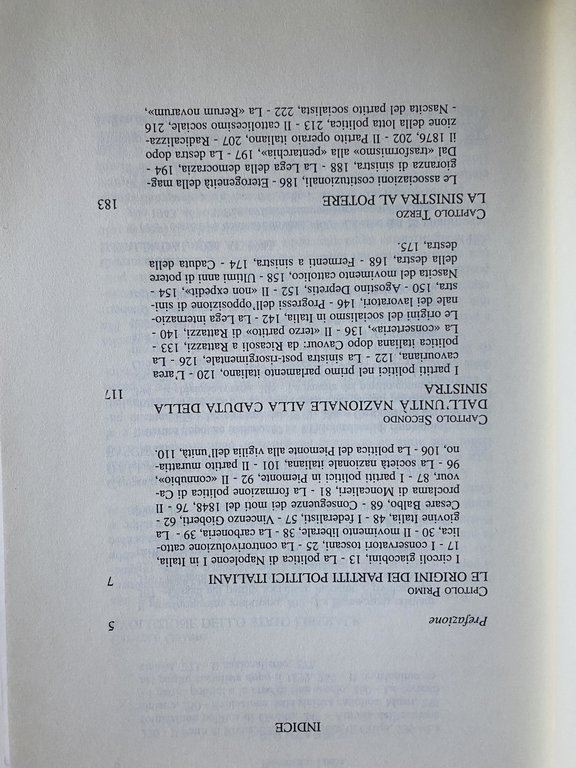 INDICE
Prefazione 5
CPITOLO PRIMO
LE ORIGINI DEI PARTITI POLITICI ITALIANI 7
I circoli giacobini, 13 - La politica di Napoleone I in Italia,
17 - I conservatori toscani, 25 - La controrivoluzione catto-
lica, 30 - Il movimento liberale, 38 - La carboneria, 39 - La
giovine Italia, 48 - I federalisti, 57 - Vincenzo Gioberti, 62 -
Cesare Balbo, 68 - Conseguenze dei moti del 1848, 76 - Il
proclama di Moncalieri, 81 - La formazione politica di Ca-
vour, 87 - I partiti politici in Piemonte, 92 - Il «connubio»,
96 - La società nazionale italiana, 101 - Il partito murattia-
no, 106 - La politica del Piemonte alla vigilia dell'unità, 110.
CAPITOLO SECONDO
DALL'UNITÀ NAZIONALE ALLA CADUTA DELLA
SINISTRA 117
I partiti politici nel primo parlamento italiano, 120 - L'area
cavouriana, 122 - La sinistra post-risorgimentale, 126 - La
politica italiana dopo Cavour: da Ricasoli a Rattazzi, 133 -
La «consorteria», 136 - Il «terzo partito» di Rattazzi, 140 -
Le origini del socialismo in Italia, 142 - La Lega internazio-
nale dei lavoratori, 146 - Progressi dell'opposizione di sini-
stra, 150 - Agostino Depretis, 152 - Il «non expedit», 154 -
Nascita del movimento cattolico, 158 - Ultimi anni di potere
della destra, 168 - Fermenti a sinistra, 174 - Caduta della
destra, 175.
CAPITOLO TERZO
LA SINISTRA AL POTERE 183
Le associazioni costituzionali, 186 - Eterogeneità della mag-
gioranza di sinistra, 188 - La Lega della democrazia, 194 -
Dal «trasformismo» alla «pentarchia», 197 - La destra dopo
il 1876, 202 - Il Partito operaio italiano, 207 - Radicalizza-
zione della lotta politica, 213 - Il cattolicesimo sociale, 216
- Nascita del partito socialista, 222 - La «Rerum novarum»,